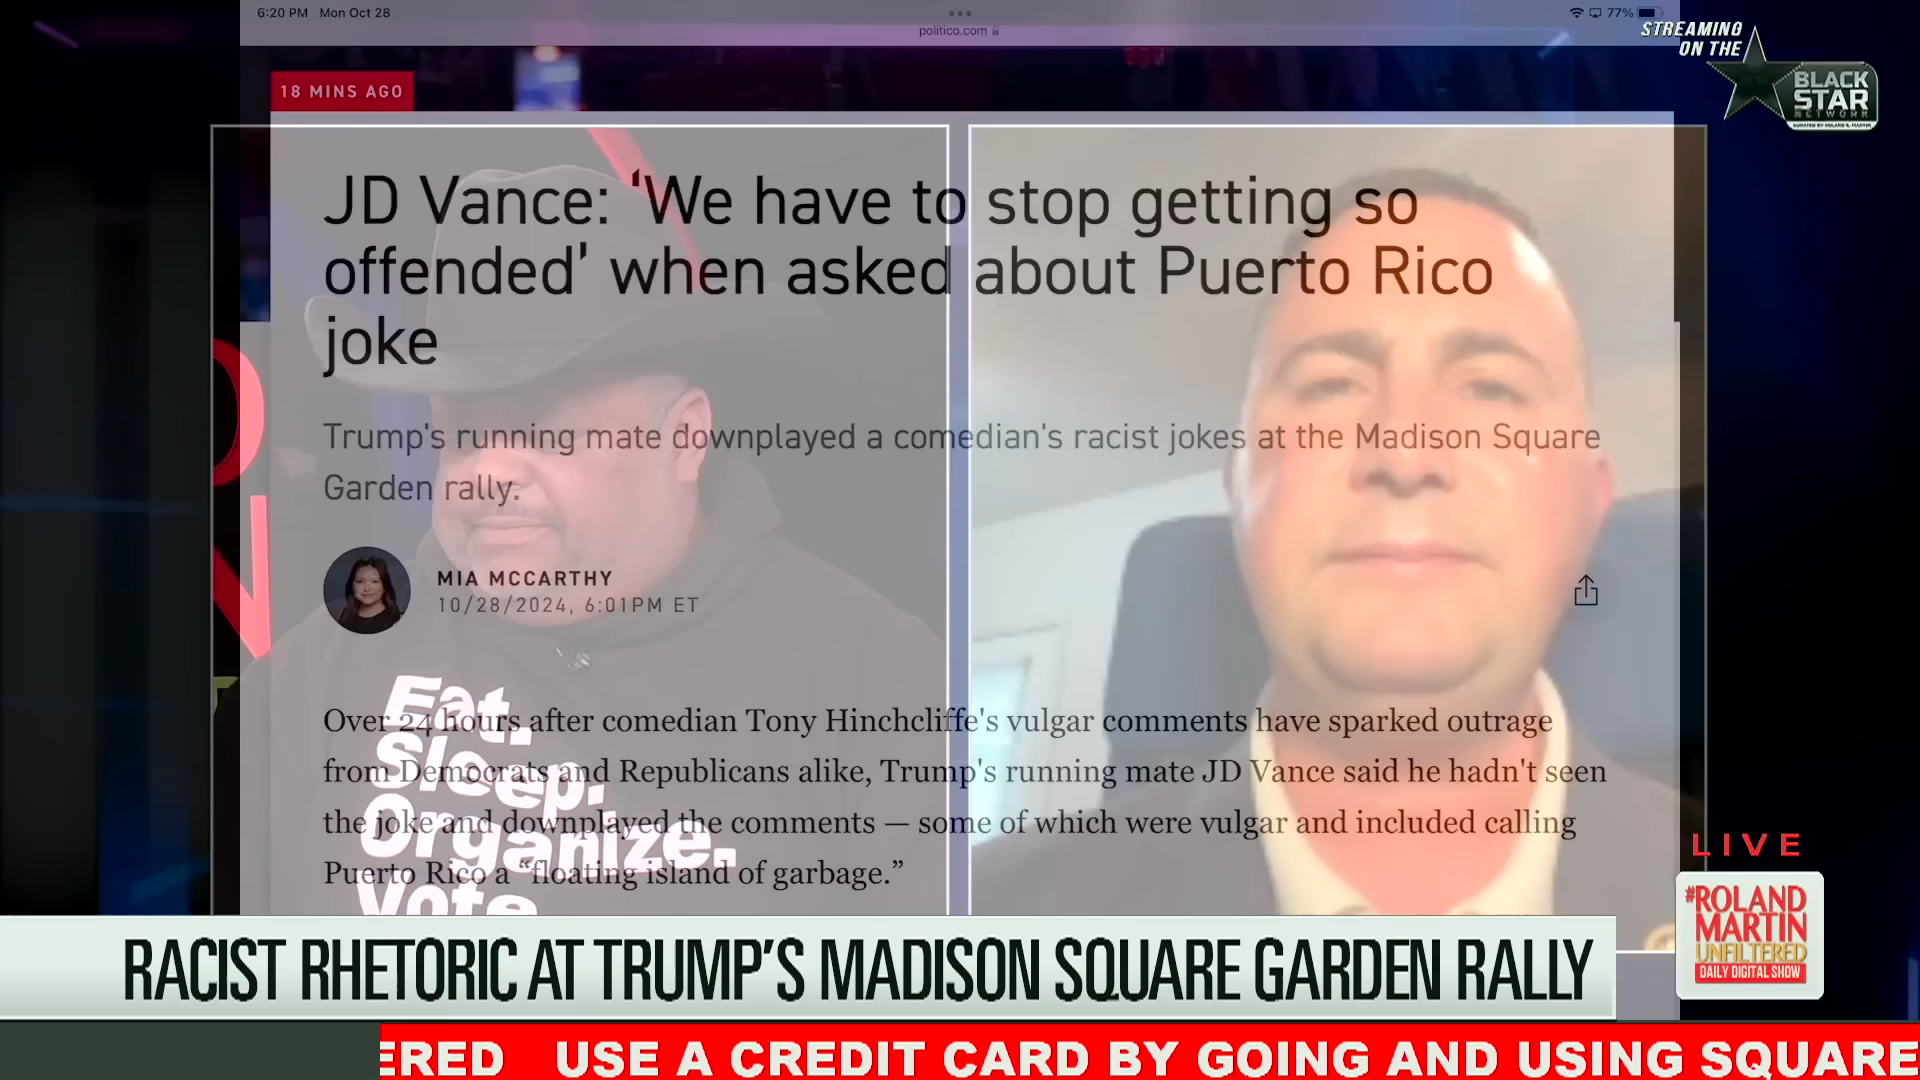 6:20 PM Mon Oct 28
77%
politico.com
STREAMING
ON THE
BLACK
STAR
NETWORK
18 MINS AGO
JD Vance: ‘We have to stop getting so
offended’ when asked about Puerto Rico
joke
Trump's running mate downplayed a comedian's racist jokes at the Madison Square
Garden rally.
MIA MCCARTHY
10/28/2024, 6:01PM ET
Over 24 hours after comedian Tony Hinchcliffe's vulgar comments have sparked outrage
from Democrats and Republicans alike, Trump's running mate JD Vance said he hadn't seen
the joke and downplayed the comments — some of which were vulgar and included calling
Puerto Rico a “floating island of garbage.”
Eat.
Sleep.
Organize.
Vote
LIVE
#ROLAND
MARTIN
UNFILTERED
DAILY DIGITAL SHOW
RACIST RHETORIC AT TRUMP'S MADISON SQUARE GARDEN RALLY
ERED USE A CREDIT CARD BY GOING AND USING SQUARE